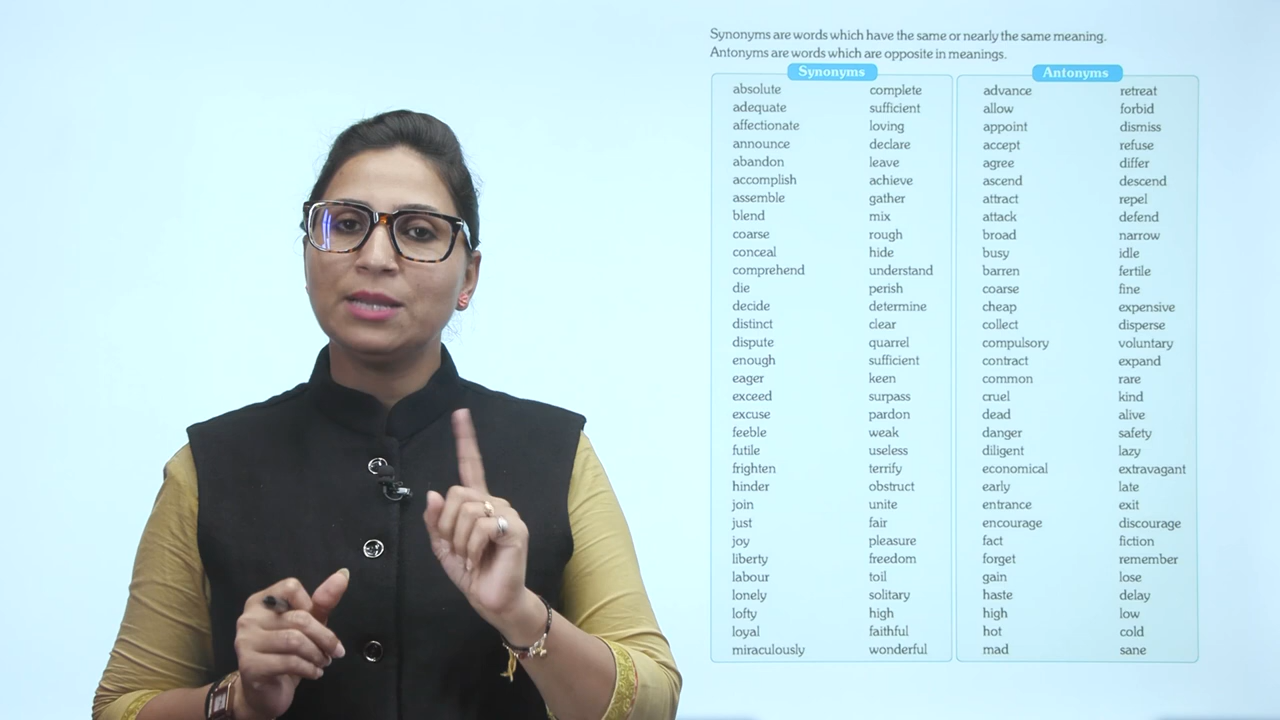 Synonyms are words which have the same or nearly the same meaning.
Antonyms are words which are opposite in meanings.
Synonyms
absolute complete
adequate sufficient
affectionate loving
announce declare
abandon leave
accomplish achieve
assemble gather
blend mix
coarse rough
conceal hide
comprehend understand
die perish
decide determine
distinct clear
dispute quarrel
enough sufficient
eager keen
exceed surpass
excuse pardon
feeble weak
futile useless
frighten terrify
hinder obstruct
join unite
just fair
joy pleasure
liberty freedom
labour toil
lonely solitary
lofty high
loyal faithful
miraculously wonderful
Antonyms
advance retreat
allow forbid
appoint dismiss
accept refuse
agree differ
ascend descend
attract repel
attack defend
broad narrow
busy idle
barren fertile
coarse fine
cheap expensive
collect disperse
compulsory voluntary
contract expand
common rare
cruel kind
dead alive
danger safety
diligent lazy
economical extravagant
early late
entrance exit
encourage discourage
fact fiction
forget remember
gain lose
haste delay
high low
hot cold
mad sane